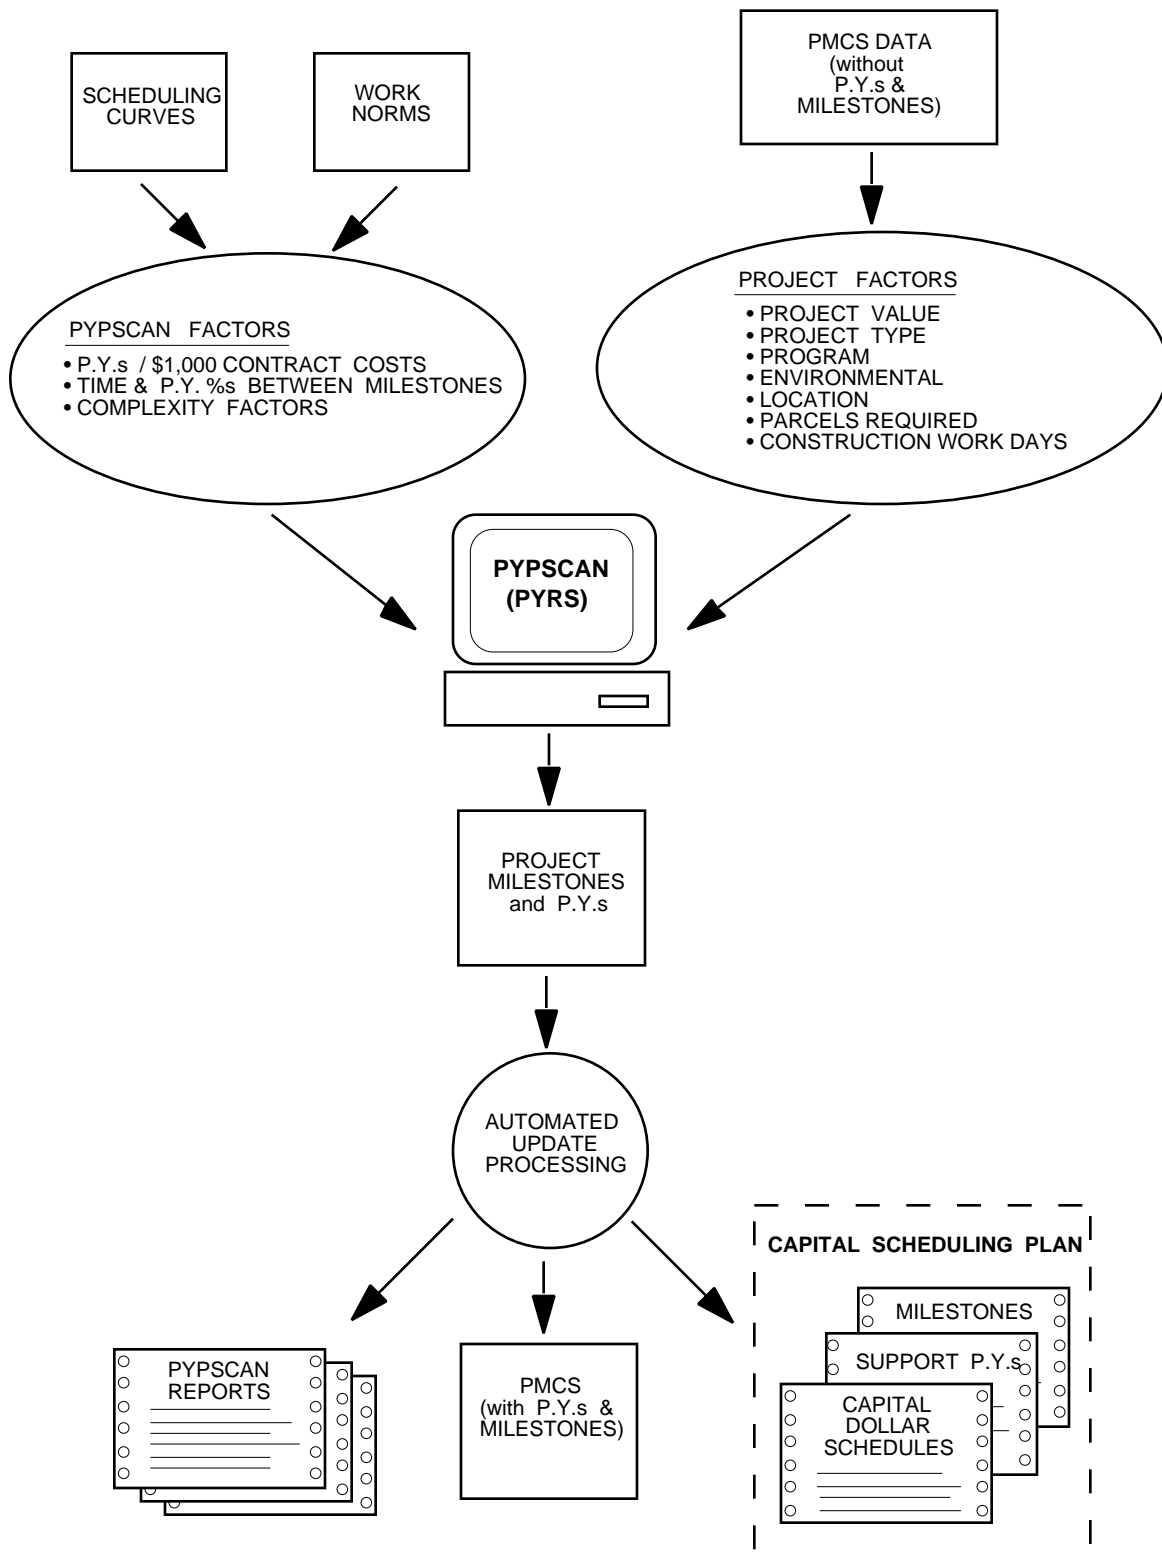 SCHEDULING
CURVES
WORK
NORMS
PMCS DATA
(without
P.Y.s &
MILESTONES)
PYPSCAN FACTORS
• P.Y.s / $1,000 CONTRACT COSTS
• TIME & P.Y. %s BETWEEN MILESTONES
• COMPLEXITY FACTORS
PROJECT FACTORS
• PROJECT VALUE
• PROJECT TYPE
• PROGRAM
• ENVIRONMENTAL
• LOCATION
• PARCELS REQUIRED
• CONSTRUCTION WORK DAYS
PYPSCAN
(PYRS)
PROJECT
MILESTONES
and P.Y.s
AUTOMATED
UPDATE
PROCESSING
PYPSCAN
REPORTS
PMCS
(with P.Y.s &
MILESTONES)
CAPITAL SCHEDULING PLAN
MILESTONES
SUPPORT P.Y.s
CAPITAL
DOLLAR
SCHEDULES